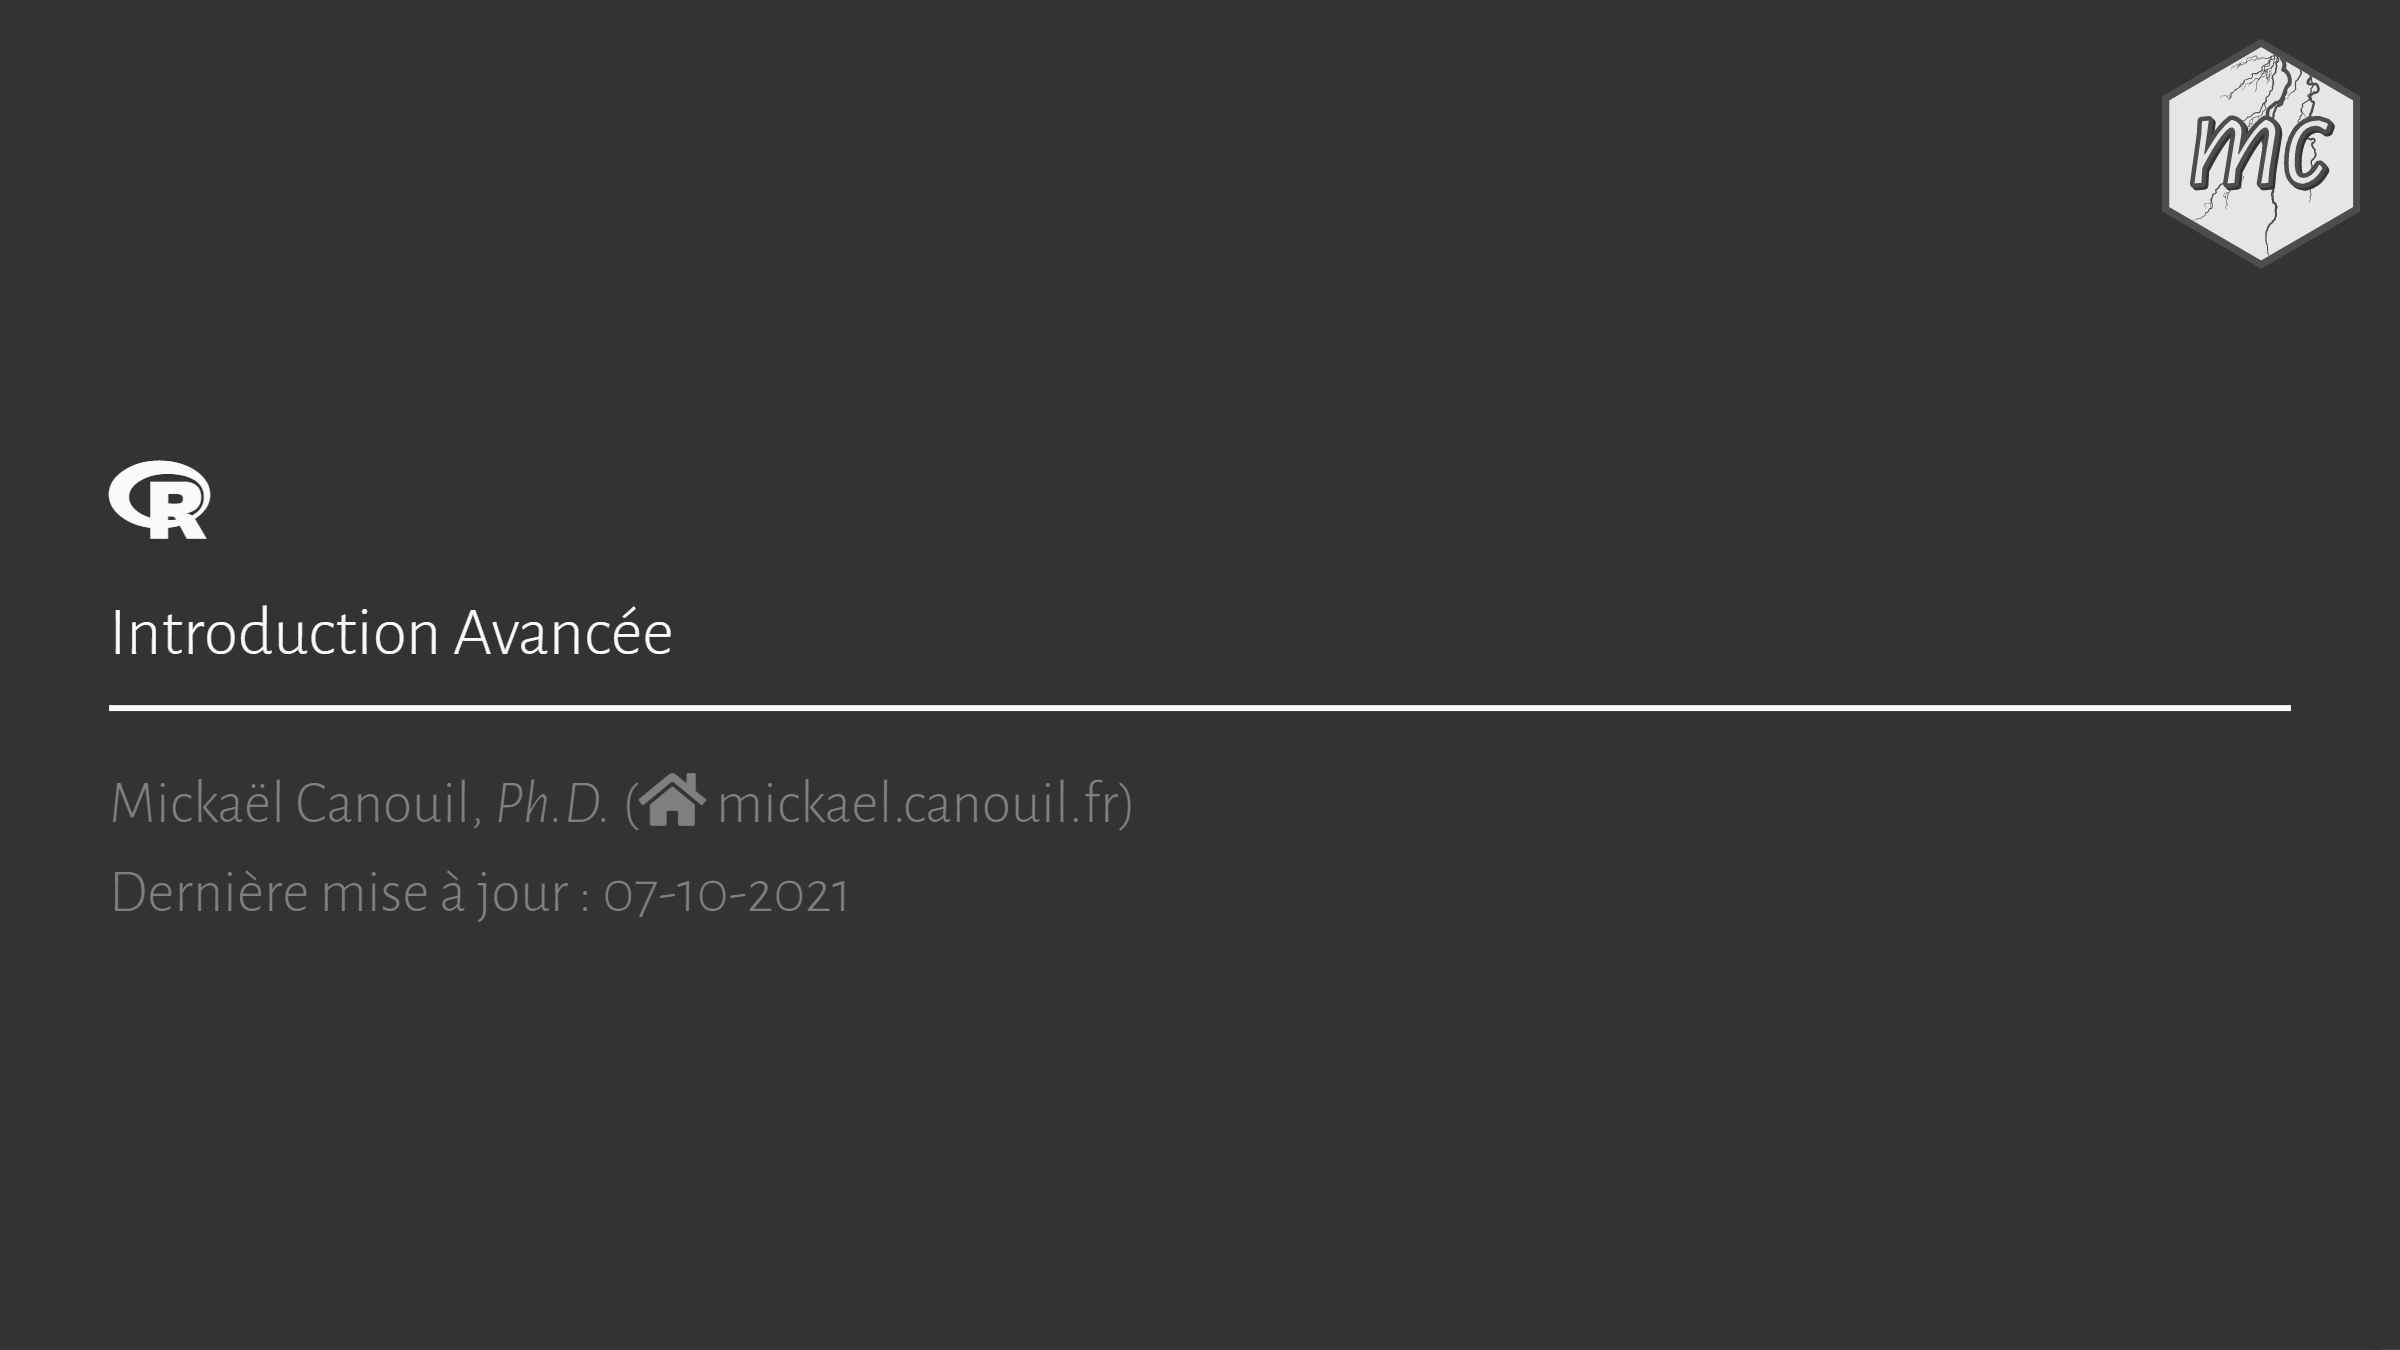 mc
R
Introduction Avancée
Mickaël Canouil, Ph.D. ( mickael.canouil.fr)
Dernière mise à jour : 07-10-2021